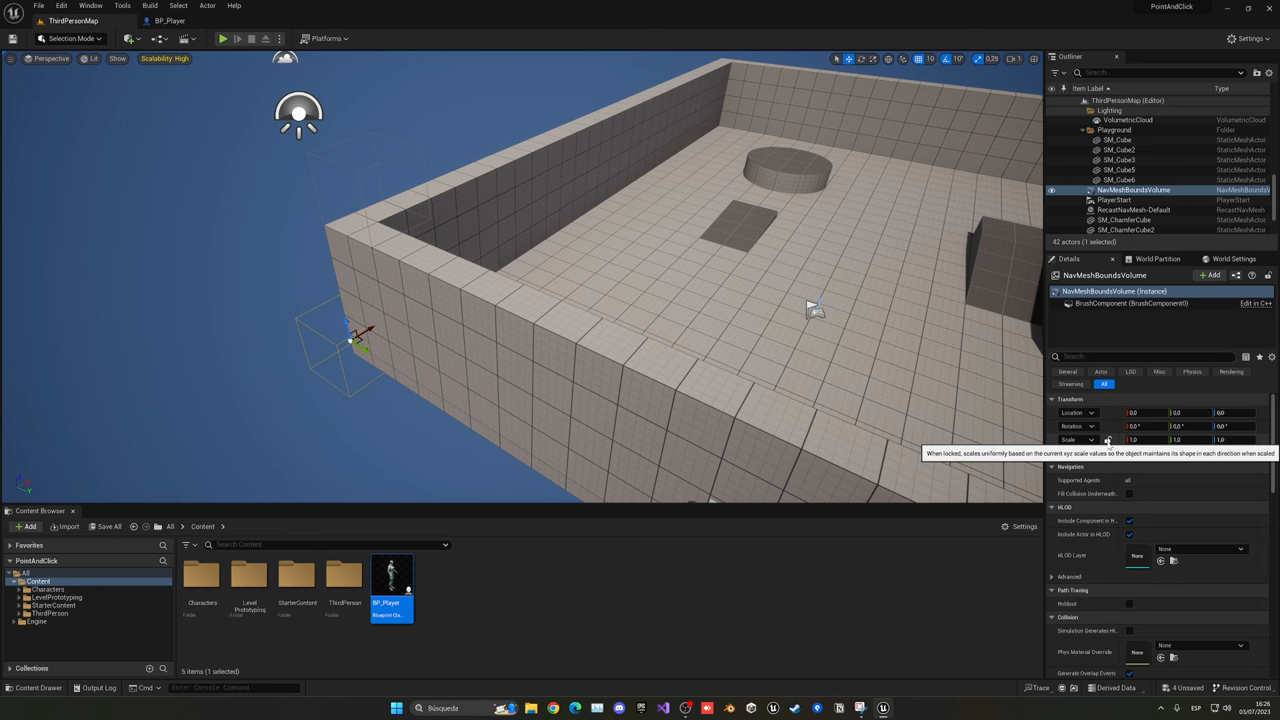 File Edit Window Tools Build Select Actor Help
PointAndClick
ThirdPersonMap
BP_Player
Selection Mode
Platforms
Settings
Perspective
Lit
Show
Scalability: High
10
10°
0,25
1
Outliner
Search...
Item Label
Type
ThirdPersonMap (Editor)
Lighting
VolumetricCloud VolumetricCloud
Playground Folder
SM_Cube StaticMeshActor
SM_Cube2 StaticMeshActor
SM_Cube3 StaticMeshActor
SM_Cube5 StaticMeshActor
SM_Cube6 StaticMeshActor
NavMeshBoundsVolume NavMeshBoundsV
PlayerStart PlayerStart
RecastNavMesh-Default RecastNavMesh
SM_ChamferCube StaticMeshActor
SM_ChamferCube2 StaticMeshActor
42 actors (1 selected)
Details
World Partition
World Settings
NavMeshBoundsVolume
Add
NavMeshBoundsVolume (Instance)
BrushComponent (BrushComponent0)
Edit in C++
Search
General Actor LOD Misc Physics Rendering
Streaming All
Transform
Location 0,0 0,0 0,0
Rotation 0,0 ° 0,0 ° 0,0 °
Scale 1,0 1,0 1,0
When locked, scales uniformly based on the current xyz scale values so the object maintains its shape in each direction when scaled
Navigation
Supported Agents all
Fill Collision Underneath...
HLOD
Include Component in H...
Include Actor in HLOD
HLOD Layer
None
None
Advanced
Path Tracing
Holdout
Collision
Simulation Generates Hi...
Phys Material Override
None
None
Generate Overlap Events
Content Browser
Add
Import
Save All
All
Content
Settings
Favorites
PointAndClick
All
Content
Characters
LevelPrototyping
StarterContent
ThirdPerson
Engine
Collections
Search Content
Characters
Folder
Level Prototyping
Folder
StarterContent
Folder
ThirdPerson
Folder
BP_Player
Blueprint Cla...
5 items (1 selected)
Content Drawer
Output Log
Cmd
Enter Console Command
Trace
Derived Data
4 Unsaved
Revision Control
Búsqueda
ESP
16:26
03/07/2023